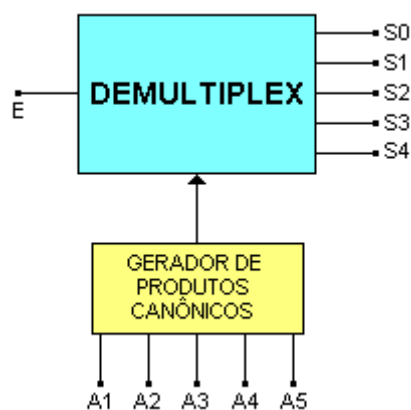 S0
S1
DEMULTIPLEX
S2
E
S3
S4
GERADOR DE
PRODUTOS
CANÔNICOS
A1 A2 A3 A4 A5